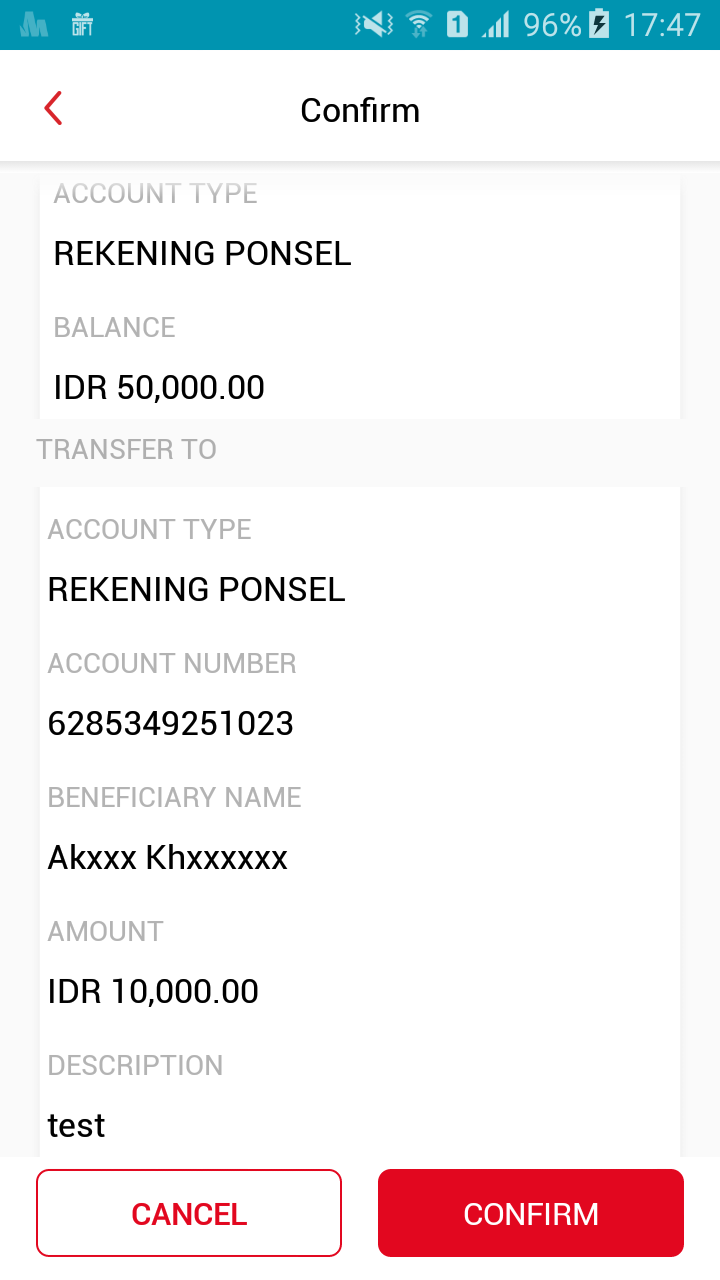 GIFT 1 96% 17:47
Confirm
ACCOUNT TYPE
REKENING PONSEL
BALANCE
IDR 50,000.00
TRANSFER TO
ACCOUNT TYPE
REKENING PONSEL
ACCOUNT NUMBER
6285349251023
BENEFICIARY NAME
Akxxx Khxxxxxx
AMOUNT
IDR 10,000.00
DESCRIPTION
test
CANCEL CONFIRM